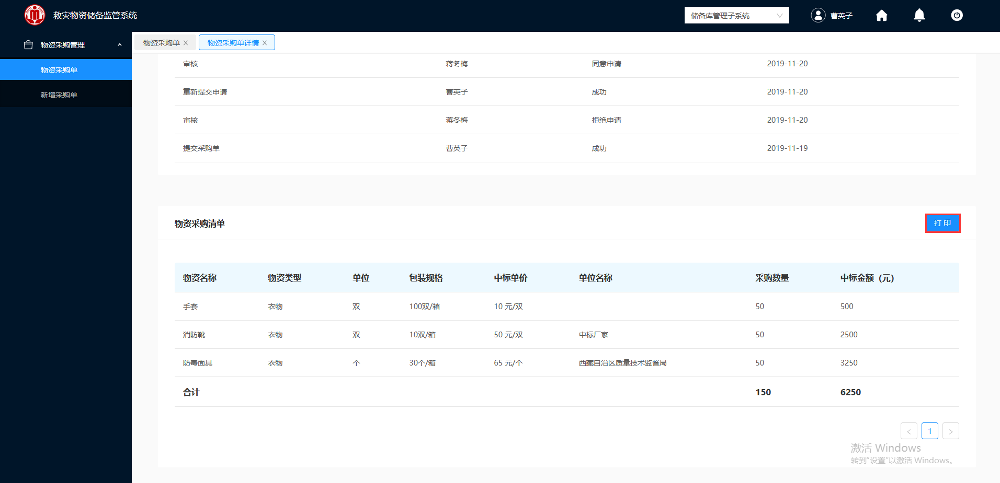 救灾物资储备监管系统
储备库管理子系统
曹英子
物资采购管理
物资采购单
新增采购单
物资采购单
物资采购单详情
审核 蒋冬梅 同意申请 2019-11-20
重新提交申请 曹英子 成功 2019-11-20
审核 蒋冬梅 拒绝申请 2019-11-20
提交采购单 曹英子 成功 2019-11-19
物资采购清单
打 印
物资名称 物资类型 单位 包装规格 中标单价 单位名称 采购数量 中标金额（元）
手套 衣物 双 100双/箱 10 元/双 50 500
消防靴 衣物 双 10双/箱 50 元/双 中标厂家 50 2500
防毒面具 衣物 个 30个/箱 65 元/个 西藏自治区质量技术监督局 50 3250
合计 150 6250
< 1 >
激活 Windows
转到“设置”以激活 Windows。